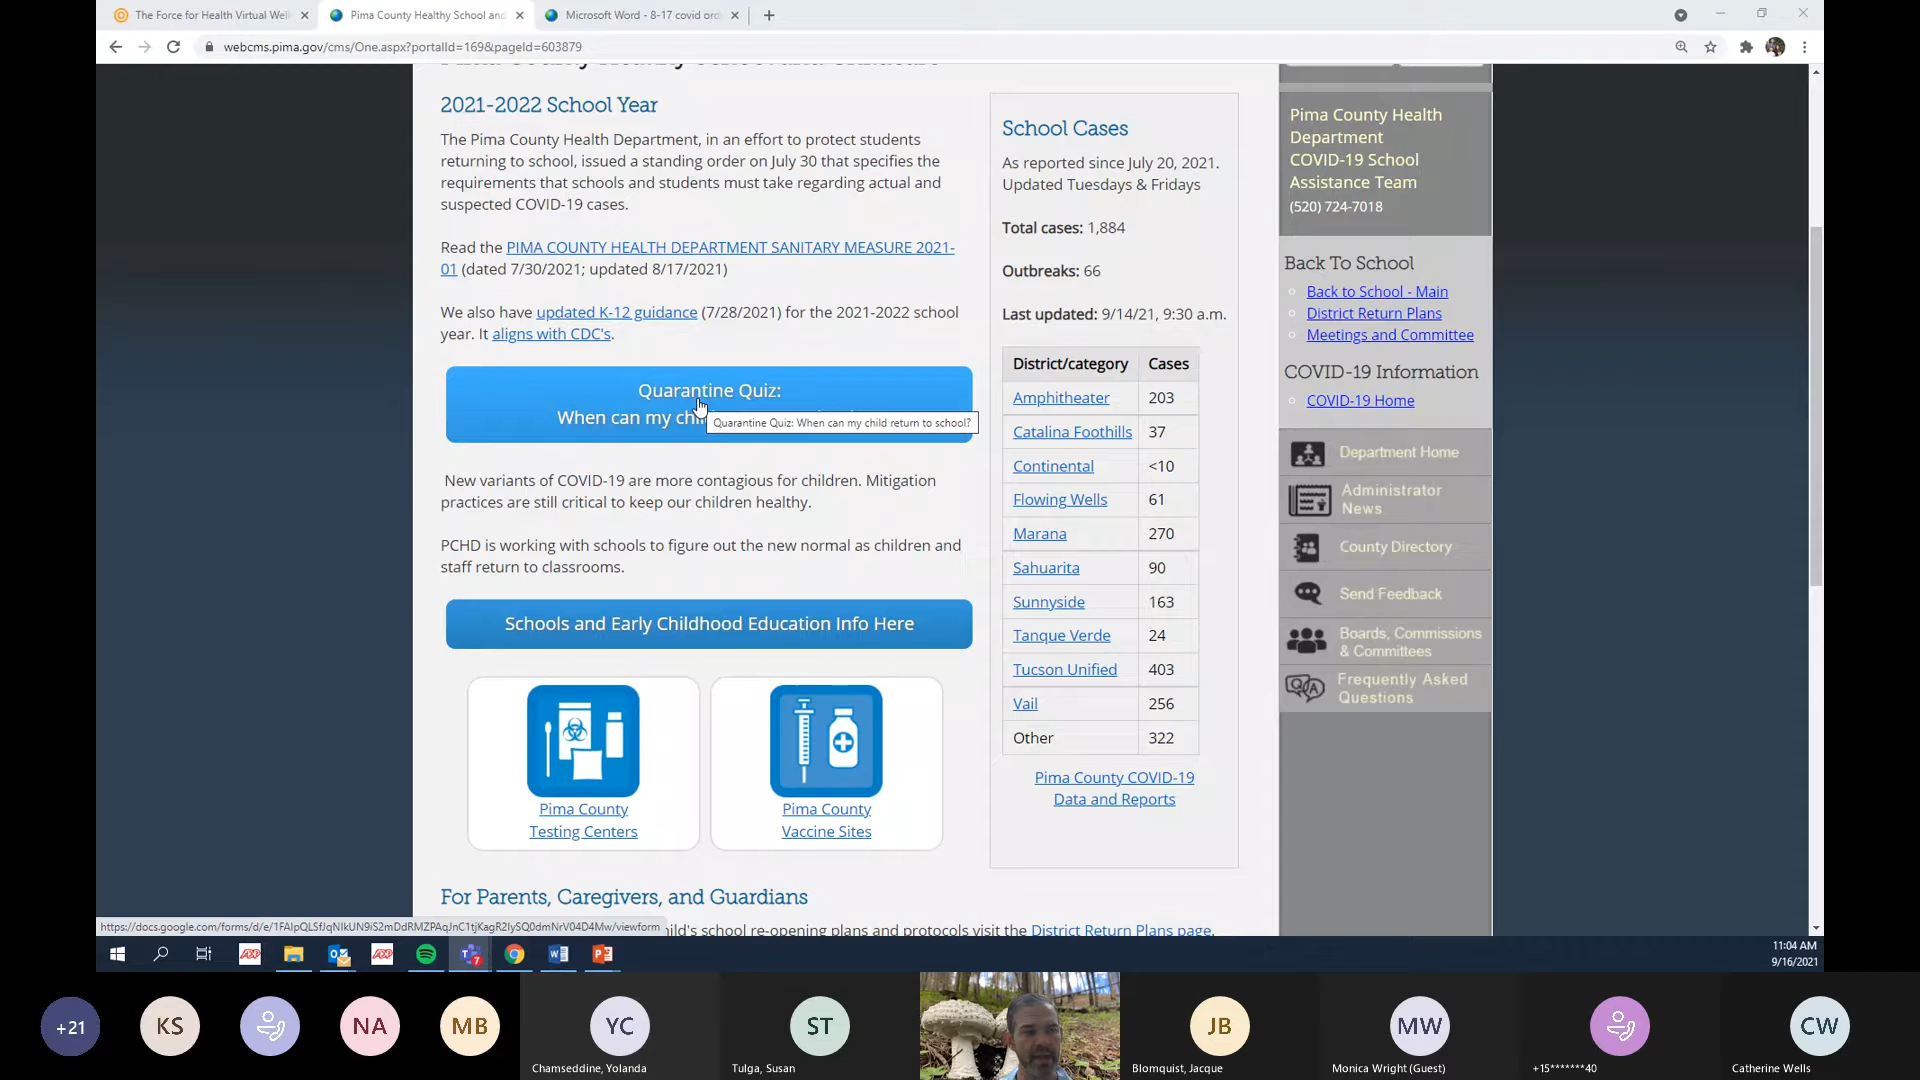 The Force for Health Virtual Well
Pima County Healthy School and
Microsoft Word - 8-17 covid ord
webcms.pima.gov/cms/One.aspx?portalId=169&pageId=603879
2021-2022 School Year
The Pima County Health Department, in an effort to protect students
returning to school, issued a standing order on July 30 that specifies the
requirements that schools and students must take regarding actual and
suspected COVID-19 cases.
Read the PIMA COUNTY HEALTH DEPARTMENT SANITARY MEASURE 2021-
01 (dated 7/30/2021; updated 8/17/2021)
We also have updated K-12 guidance (7/28/2021) for the 2021-2022 school
year. It aligns with CDC's.
Quarantine Quiz:
When can my chi
Quarantine Quiz: When can my child return to school?
New variants of COVID-19 are more contagious for children. Mitigation
practices are still critical to keep our children healthy.
PCHD is working with schools to figure out the new normal as children and
staff return to classrooms.
Schools and Early Childhood Education Info Here
Pima County
Testing Centers
Pima County
Vaccine Sites
For Parents, Caregivers, and Guardians
hild's school re-opening plans and protocols visit the District Return Plans page.
School Cases
As reported since July 20, 2021.
Updated Tuesdays & Fridays
Total cases: 1,884
Outbreaks: 66
Last updated: 9/14/21, 9:30 a.m.
District/category Cases
Amphitheater 203
Catalina Foothills 37
Continental <10
Flowing Wells 61
Marana 270
Sahuarita 90
Sunnyside 163
Tanque Verde 24
Tucson Unified 403
Vail 256
Other 322
Pima County COVID-19
Data and Reports
Pima County Health
Department
COVID-19 School
Assistance Team
(520) 724-7018
Back To School
Back to School - Main
District Return Plans
Meetings and Committee
COVID-19 Information
COVID-19 Home
Department Home
Administrator
News
County Directory
Send Feedback
Boards, Commissions
& Committees
Frequently Asked
Questions
11:04 AM
9/16/2021
+21
KS
NA
MB
YC
Chamseddine, Yolanda
ST
Tulga, Susan
JB
Blomquist, Jacque
MW
Monica Wright (Guest)
+15*******40
CW
Catherine Wells